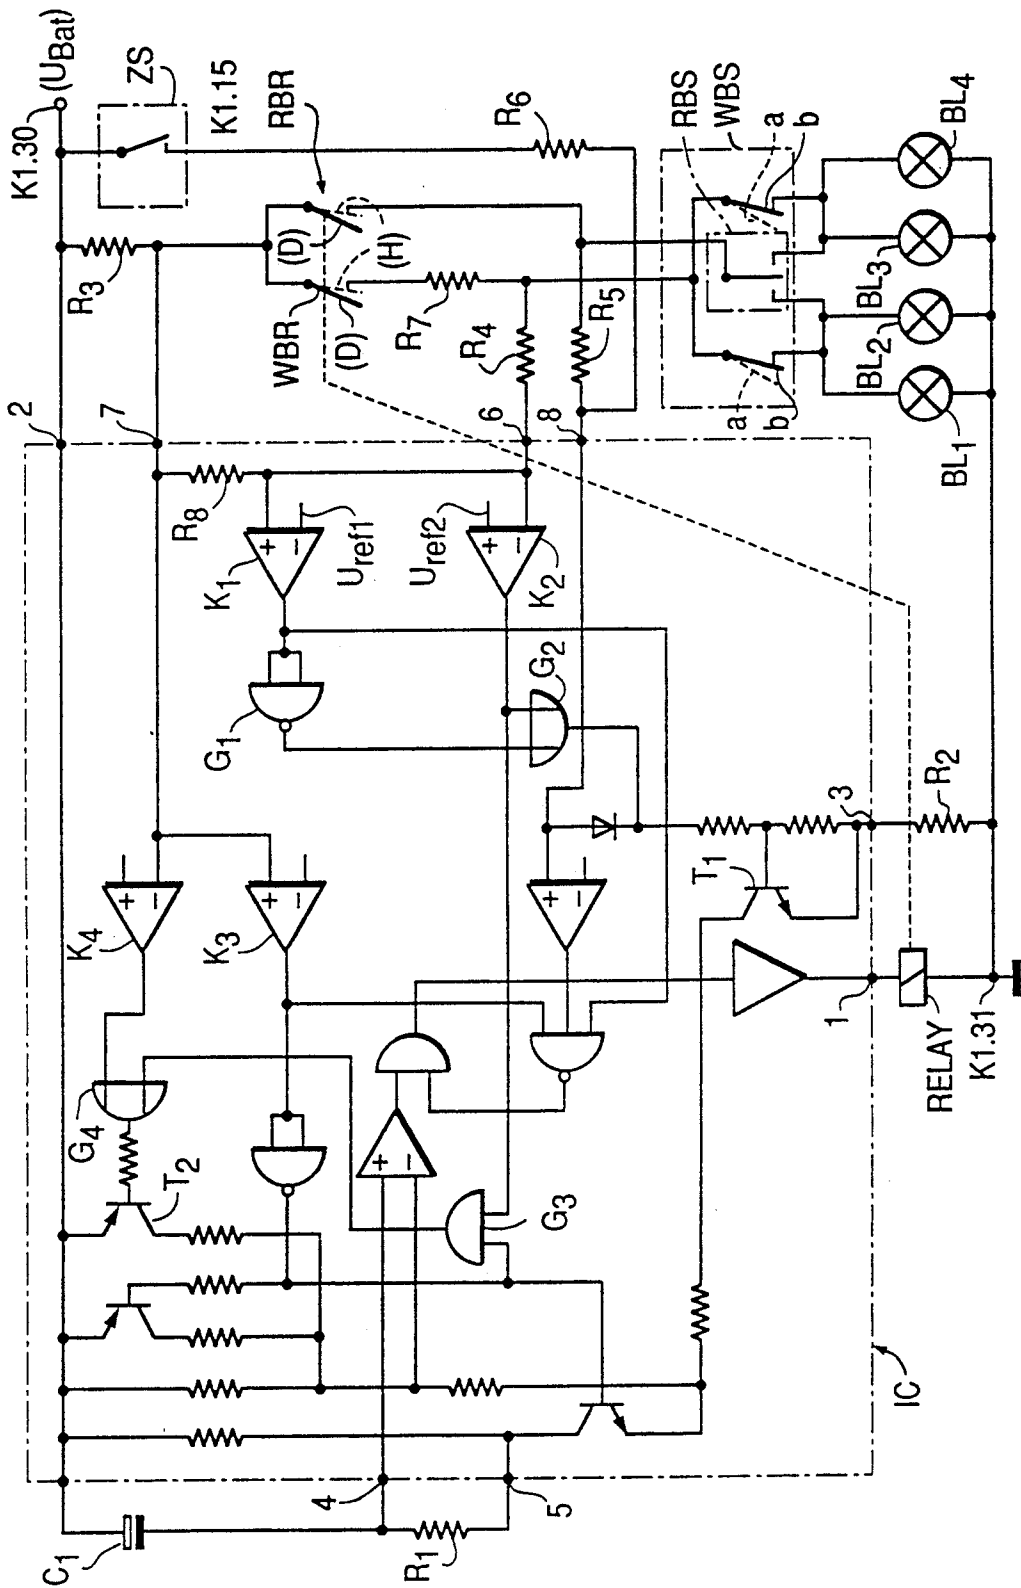 K1.30
(U_Bat)
ZS
K1.15
RBR
R6
RBS
WBS
a
b
BL4
R3
(D)
(H)
WBR
(D)
R7
R4
R5
a
b
BL3
BL2
BL1
2
7
6
8
R8
K1
+
−
Uref1
Uref2
+
−
K2
G1
G2
3
R2
K4
+
−
K3
+
−
+
−
T1
1
RELAY
K1.31
G4
T2
+
−
G3
IC
C1
4
R1
5